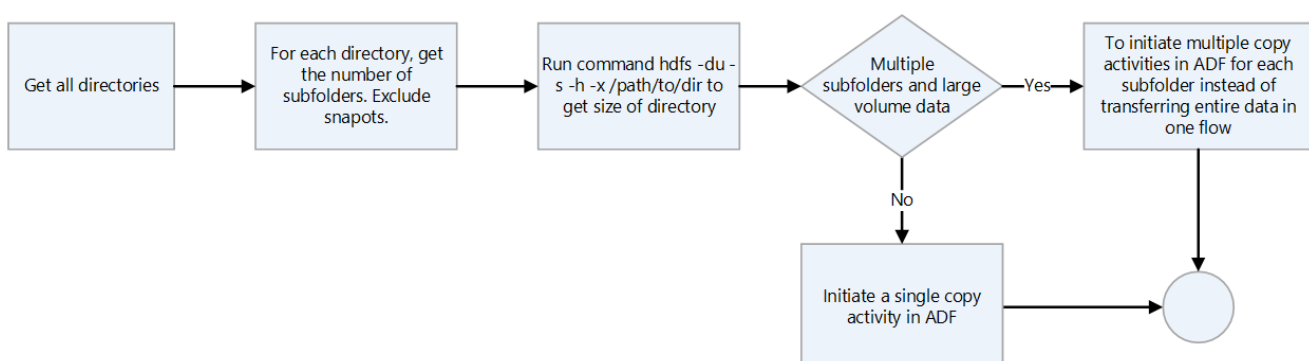 Get all directories
For each directory, get
the number of
subfolders. Exclude
snapots.
Run command hdfs -du -
s -h -x /path/to/dir to
get size of directory
Multiple
subfolders and large
volume data
Yes
To initiate multiple copy
activities in ADF for each
subfolder instead of
transferring entire data in
one flow
No
Initiate a single copy
activity in ADF